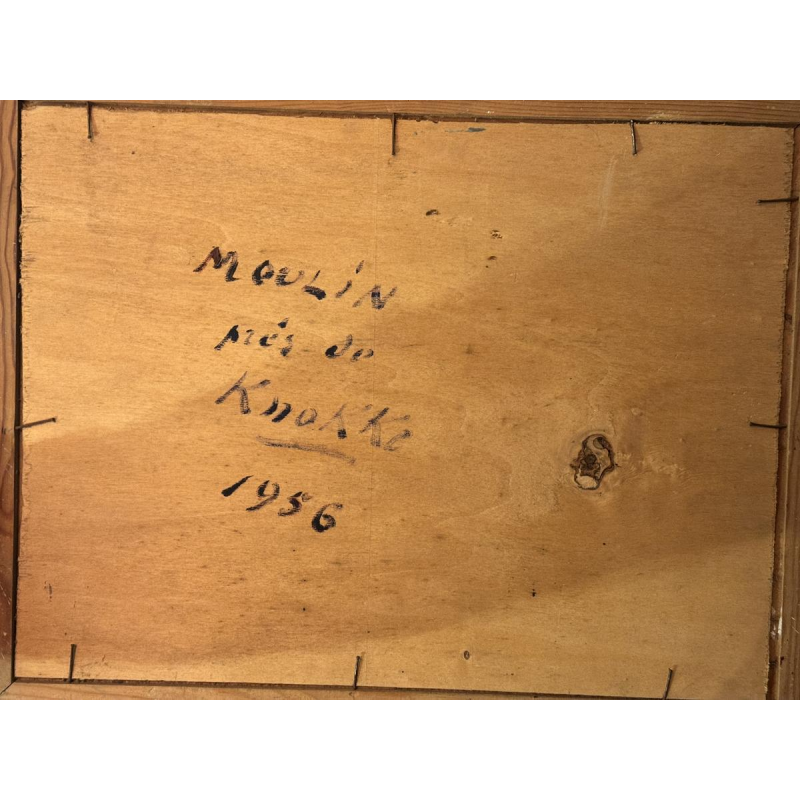 MOULIN
près de
Knokke
1956